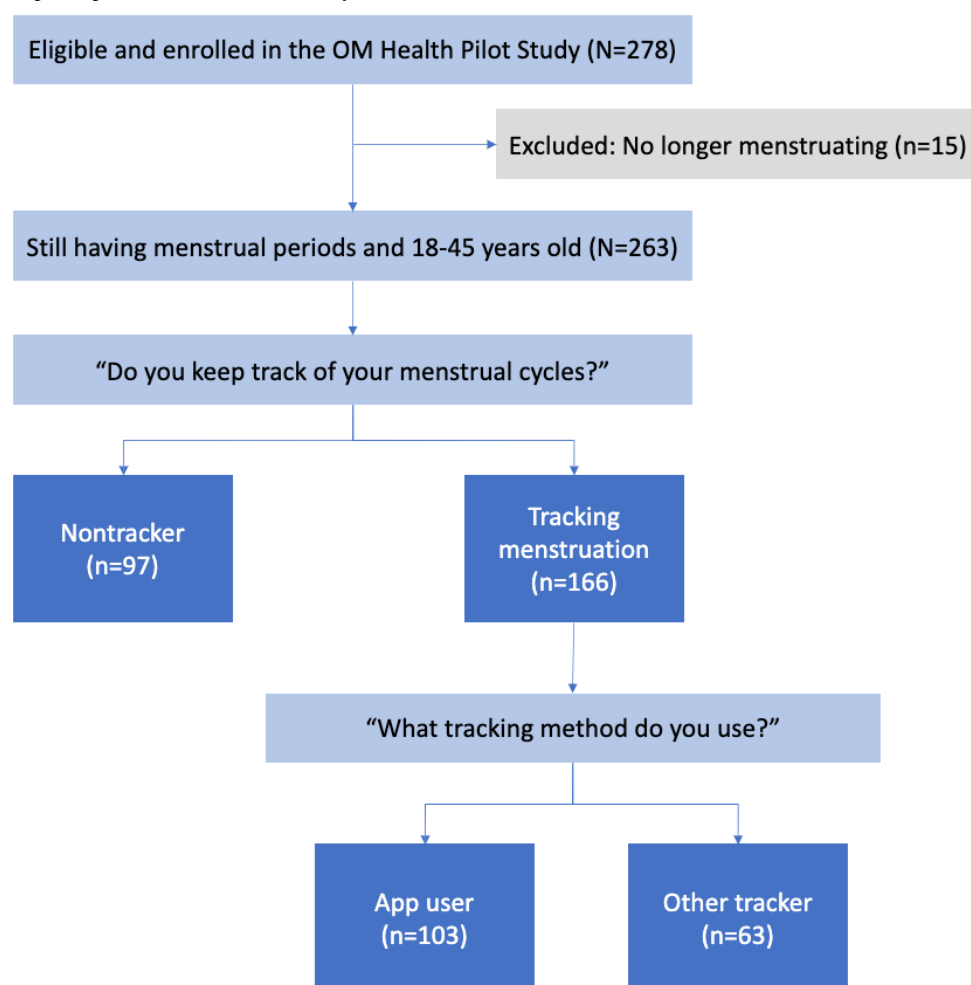 Eligible and enrolled in the OM Health Pilot Study (N=278)
Excluded: No longer menstruating (n=15)
Still having menstrual periods and 18-45 years old (N=263)
“Do you keep track of your menstrual cycles?”
Nontracker
(n=97)
Tracking
menstruation
(n=166)
“What tracking method do you use?”
App user
(n=103)
Other tracker
(n=63)